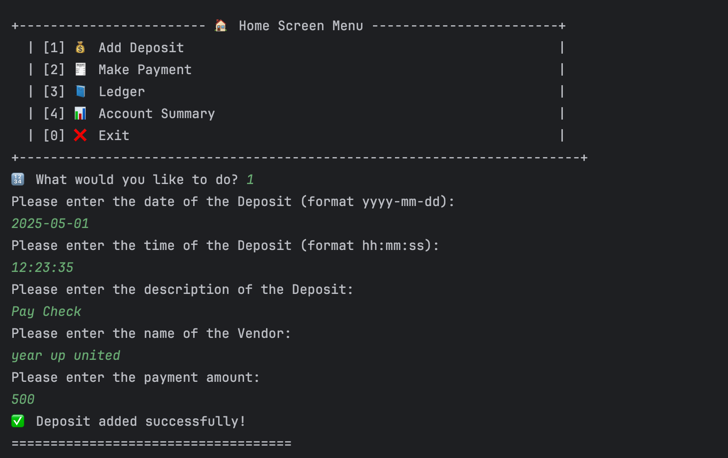 +------------------------ 🏠 Home Screen Menu ------------------------+
| [1] 💰 Add Deposit |
| [2] 🧾 Make Payment |
| [3] 📘 Ledger |
| [4] 📊 Account Summary |
| [0] ❌ Exit |
+------------------------------------------------------------------------+
🔢 What would you like to do? 1
Please enter the date of the Deposit (format yyyy-mm-dd):
2025-05-01
Please enter the time of the Deposit (format hh:mm:ss):
12:23:35
Please enter the description of the Deposit:
Pay Check
Please enter the name of the Vendor:
year up united
Please enter the payment amount:
500
✅ Deposit added successfully!
====================================